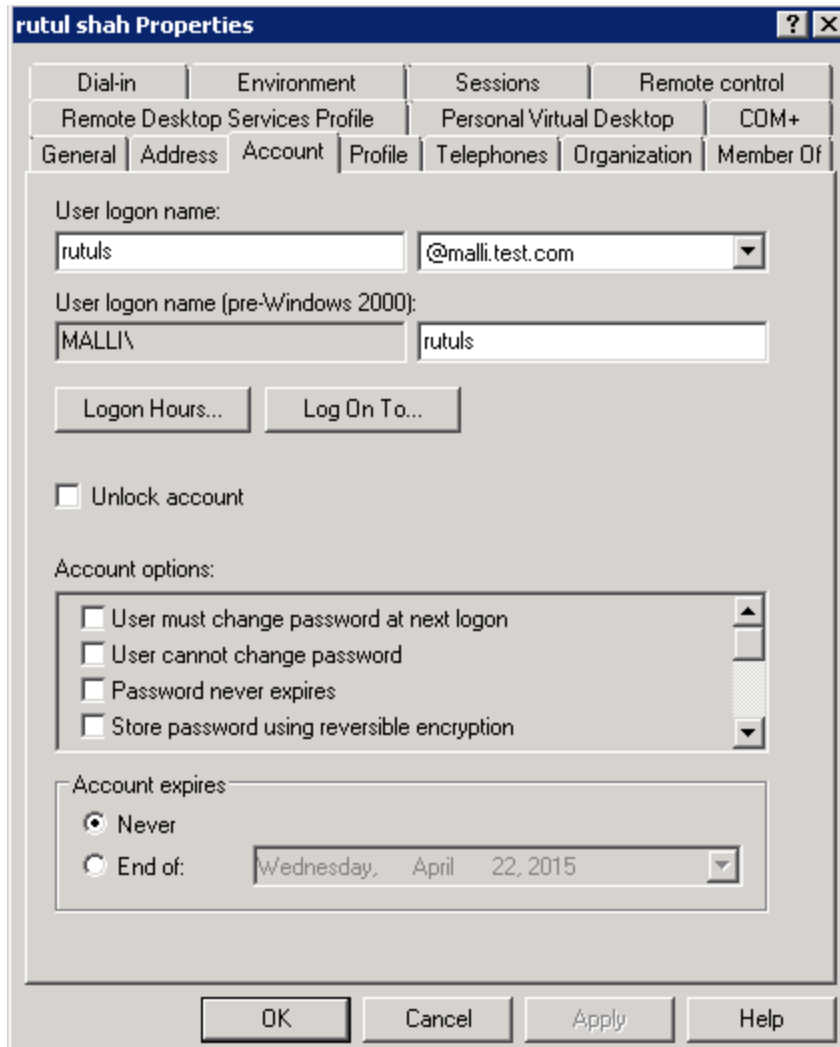 rutul shah Properties
Dial-in Environment Sessions Remote control
Remote Desktop Services Profile Personal Virtual Desktop COM+
General Address Account Profile Telephones Organization Member Of
User logon name:
rutuls @malli.test.com
User logon name (pre-Windows 2000):
MALLI\ rutuls
Logon Hours... Log On To...
Unlock account
Account options:
User must change password at next logon
User cannot change password
Password never expires
Store password using reversible encryption
Account expires
Never
End of: Wednesday, April 22, 2015
OK Cancel Apply Help